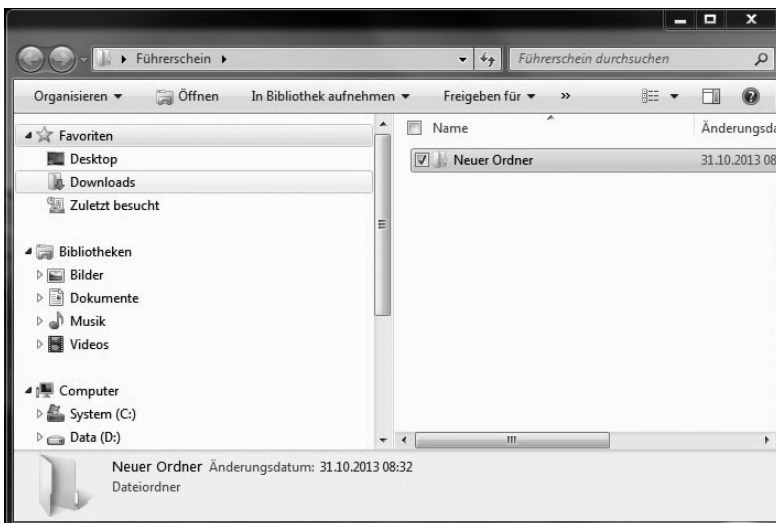 Führerschein
Führerschein durchsuchen
Organisieren Öffnen In Bibliothek aufnehmen Freigeben für »
Favoriten
Desktop
Downloads
Zuletzt besucht
Bibliotheken
Bilder
Dokumente
Musik
Videos
Computer
System (C:)
Data (D:)
Name Änderungsda
Neuer Ordner 31.10.2013 08
Neuer Ordner Änderungsdatum: 31.10.2013 08:32
Dateiordner